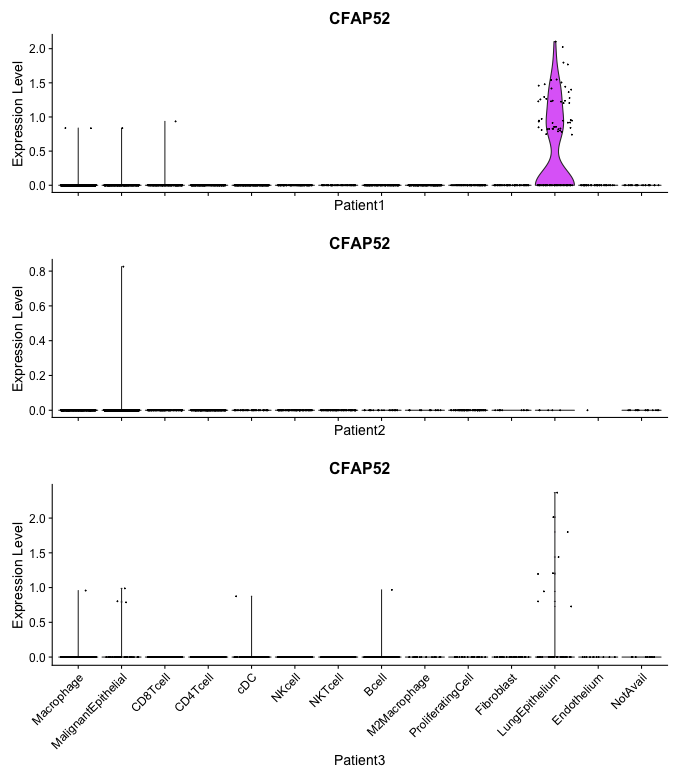 CFAP52
Expression Level
2.0
1.5
1.0
0.5
0.0
Patient1
CFAP52
Expression Level
0.8
0.6
0.4
0.2
0.0
Patient2
CFAP52
Expression Level
2.0
1.5
1.0
0.5
0.0
Macrophage
MalignantEpithelial
CD8Tcell
CD4Tcell
cDC
NKcell
NKTcell
Bcell
M2Macrophage
ProliferatingCell
Fibroblast
LungEpithelium
Endothelium
NotAvail
Patient3